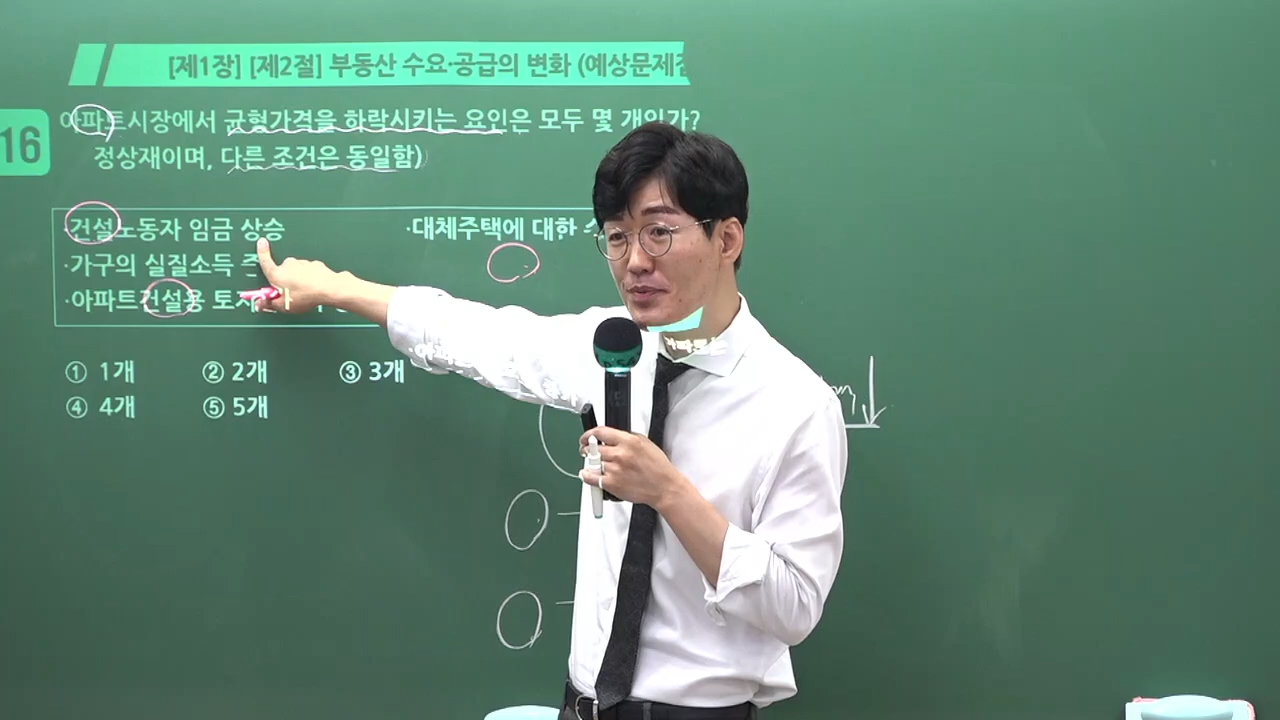 [제1장] [제2절] 부동산 수요·공급의 변화 (예상문제집
16
아파트시장에서 균형가격을 하락시키는 요인은 모두 몇 개인가?
정상재이며, 다른 조건은 동일함)
·건설노동자 임금 상승
·대체주택에 대한
·가구의 실질소득
·아파트건설용
① 1개
② 2개
③ 3개
④ 4개
⑤ 5개